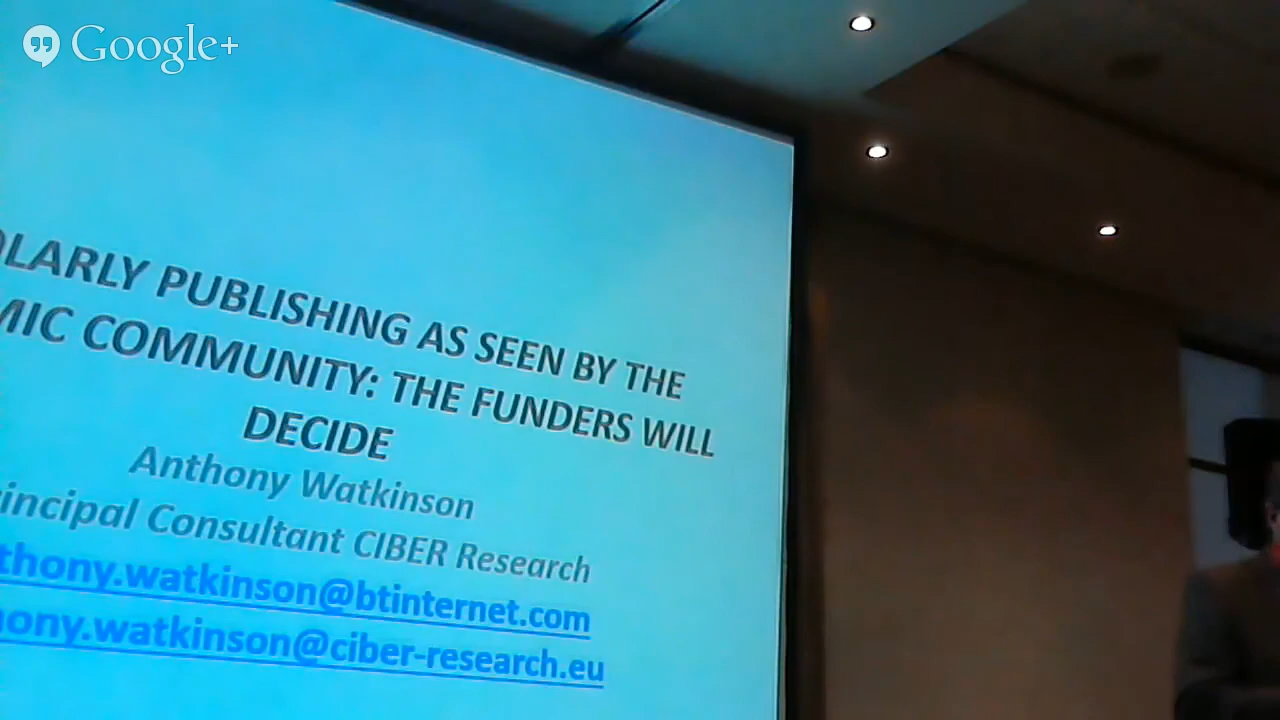 Google+
OLARLY PUBLISHING AS SEEN BY THE
MIC COMMUNITY: THE FUNDERS WILL
DECIDE
Anthony Watkinson
incipal Consultant CIBER Research
thony.watkinson@btinternet.com
hony.watkinson@ciber-research.eu